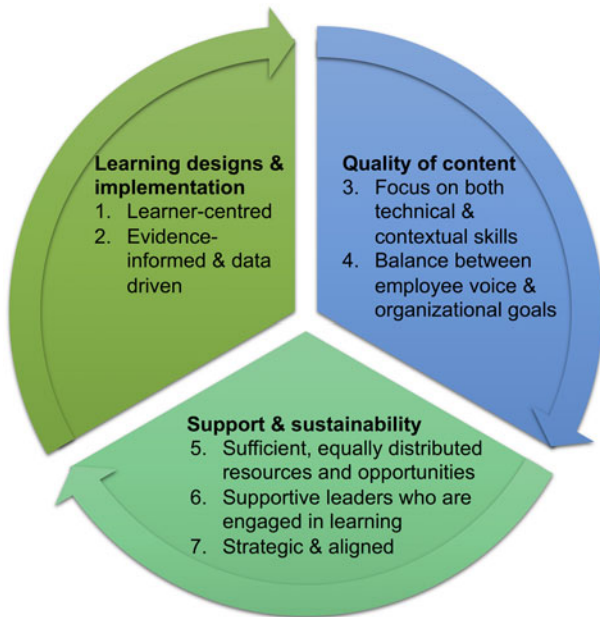 Learning designs &
implementation
1. Learner-centred
2. Evidence-
informed & data
driven
Quality of content
3. Focus on both
technical &
contextual skills
4. Balance between
employee voice &
organizational goals
Support & sustainability
5. Sufficient, equally distributed
resources and opportunities
6. Supportive leaders who are
engaged in learning
7. Strategic & aligned